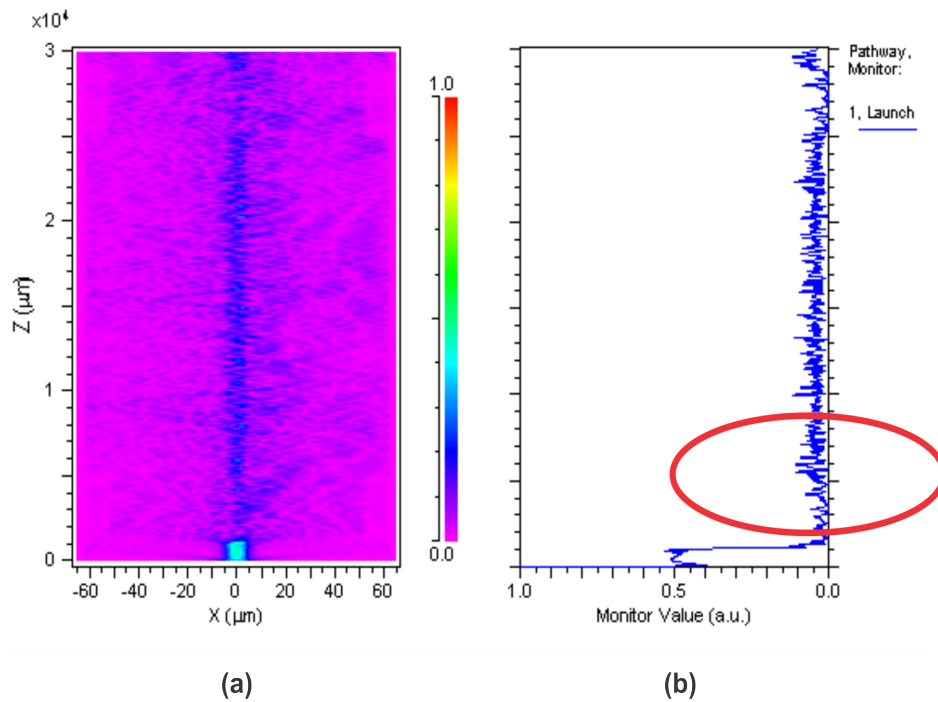 x10⁴
3
2
1
0
Z (µm)
-60
-40
-20
0
20
40
60
X (µm)
1.0
0.0
1.0
0.5
0.0
Monitor Value (a.u.)
Pathway,
Monitor:
1, Launch
(a)
(b)